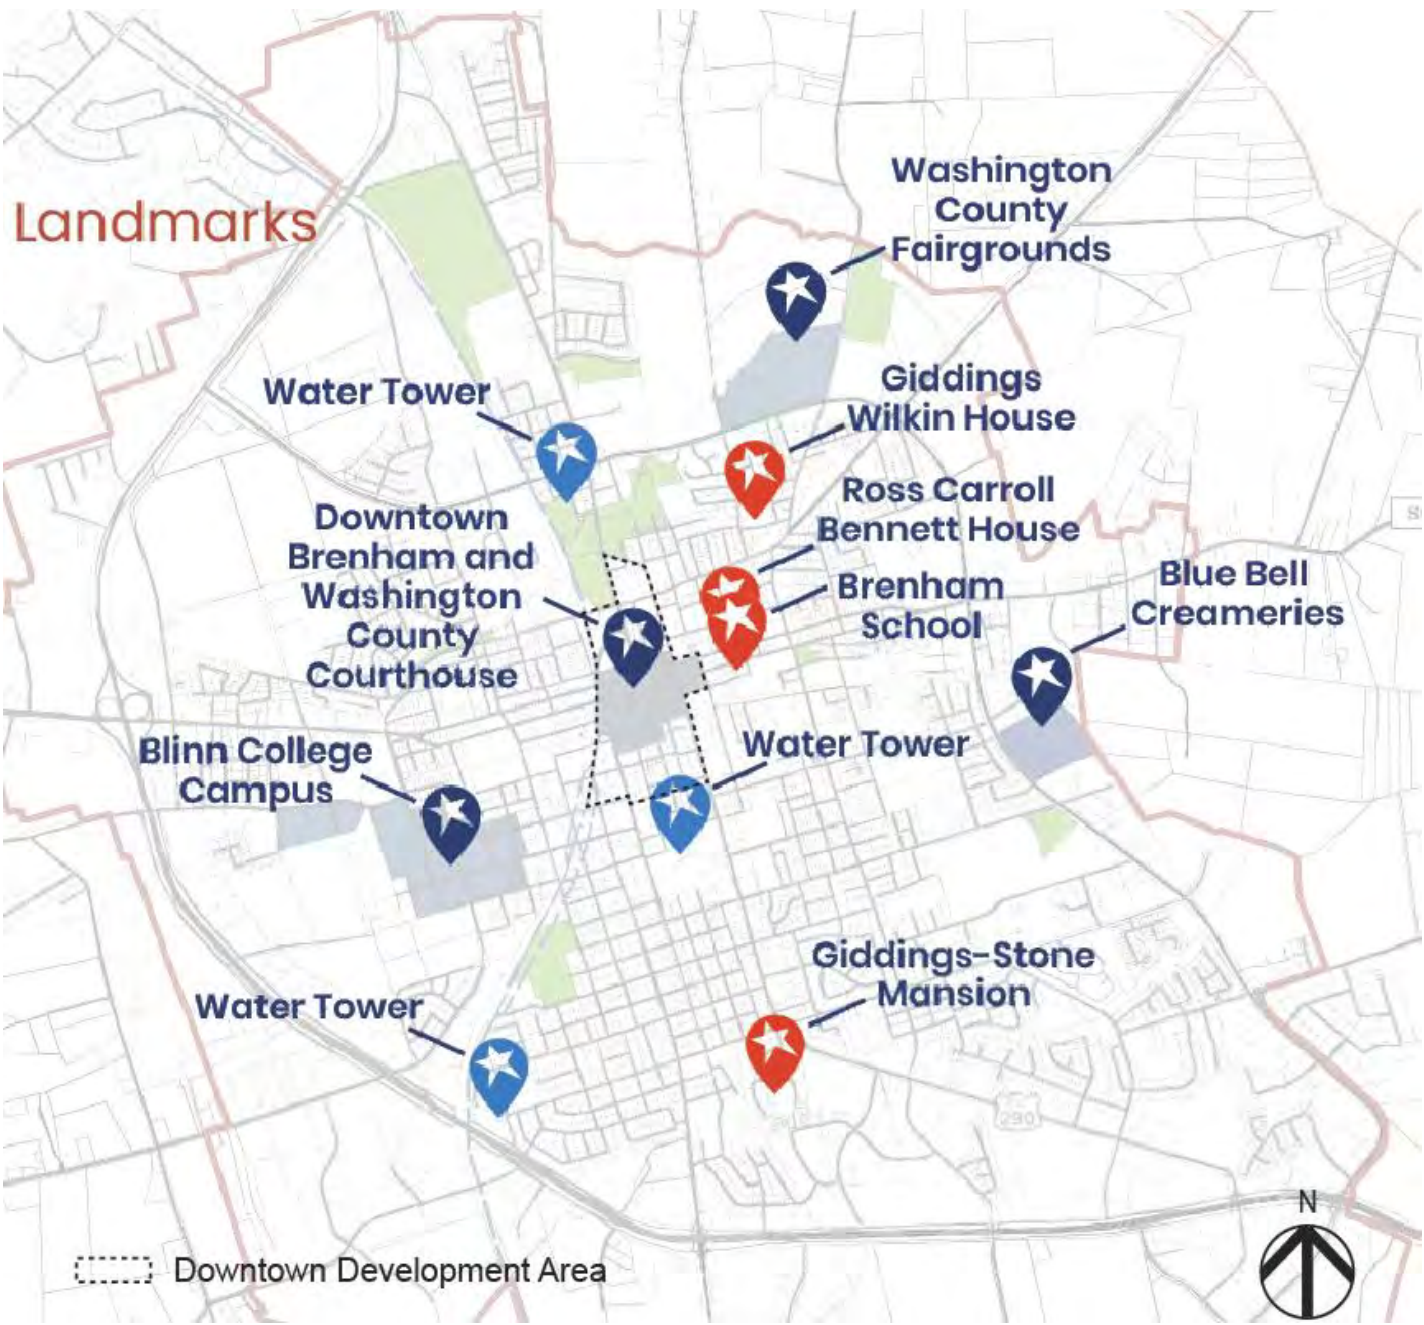 Landmarks
Washington
County
Fairgrounds
Water Tower
Giddings
Wilkin House
Downtown
Brenham and
Washington
County
Courthouse
Ross Carroll
Bennett House
Brenham
School
Blue Bell
Creameries
Blinn College
Campus
Water Tower
Water Tower
Giddings-Stone
Mansion
290
N
Downtown Development Area